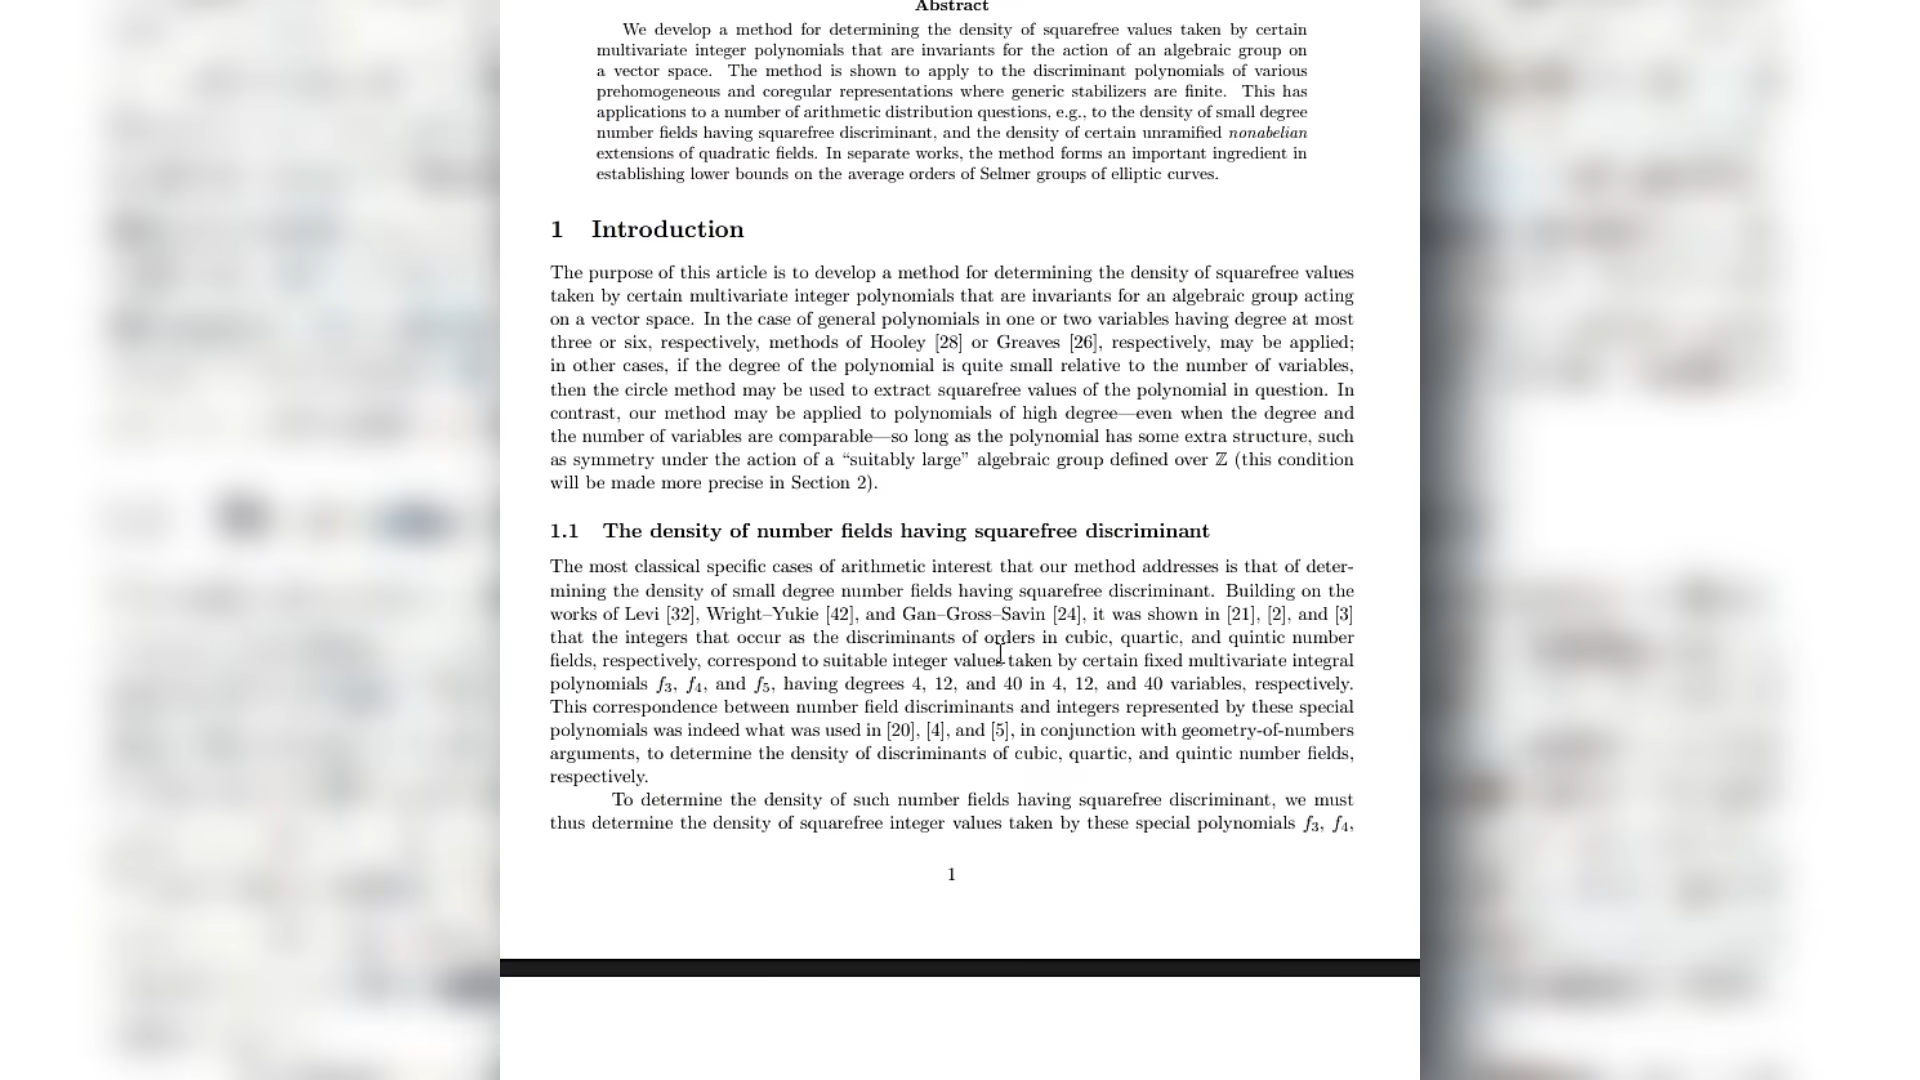 Abstract
We develop a method for determining the density of squarefree values taken by certain
multivariate integer polynomials that are invariants for the action of an algebraic group on
a vector space. The method is shown to apply to the discriminant polynomials of various
prehomogeneous and coregular representations where generic stabilizers are finite. This has
applications to a number of arithmetic distribution questions, e.g., to the density of small degree
number fields having squarefree discriminant, and the density of certain unramified nonabelian
extensions of quadratic fields. In separate works, the method forms an important ingredient in
establishing lower bounds on the average orders of Selmer groups of elliptic curves.
1 Introduction
The purpose of this article is to develop a method for determining the density of squarefree values
taken by certain multivariate integer polynomials that are invariants for an algebraic group acting
on a vector space. In the case of general polynomials in one or two variables having degree at most
three or six, respectively, methods of Hooley [28] or Greaves [26], respectively, may be applied;
in other cases, if the degree of the polynomial is quite small relative to the number of variables,
then the circle method may be used to extract squarefree values of the polynomial in question. In
contrast, our method may be applied to polynomials of high degree—even when the degree and
the number of variables are comparable—so long as the polynomial has some extra structure, such
as symmetry under the action of a “suitably large” algebraic group defined over ℤ (this condition
will be made more precise in Section 2).
1.1 The density of number fields having squarefree discriminant
The most classical specific cases of arithmetic interest that our method addresses is that of deter-
mining the density of small degree number fields having squarefree discriminant. Building on the
works of Levi [32], Wright–Yukie [42], and Gan–Gross–Savin [24], it was shown in [21], [2], and [3]
that the integers that occur as the discriminants of orders in cubic, quartic, and quintic number
fields, respectively, correspond to suitable integer values taken by certain fixed multivariate integral
polynomials f₃, f₄, and f₅, having degrees 4, 12, and 40 in 4, 12, and 40 variables, respectively.
This correspondence between number field discriminants and integers represented by these special
polynomials was indeed what was used in [20], [4], and [5], in conjunction with geometry-of-numbers
arguments, to determine the density of discriminants of cubic, quartic, and quintic number fields,
respectively.
To determine the density of such number fields having squarefree discriminant, we must
thus determine the density of squarefree integer values taken by these special polynomials f₃, f₄,
1